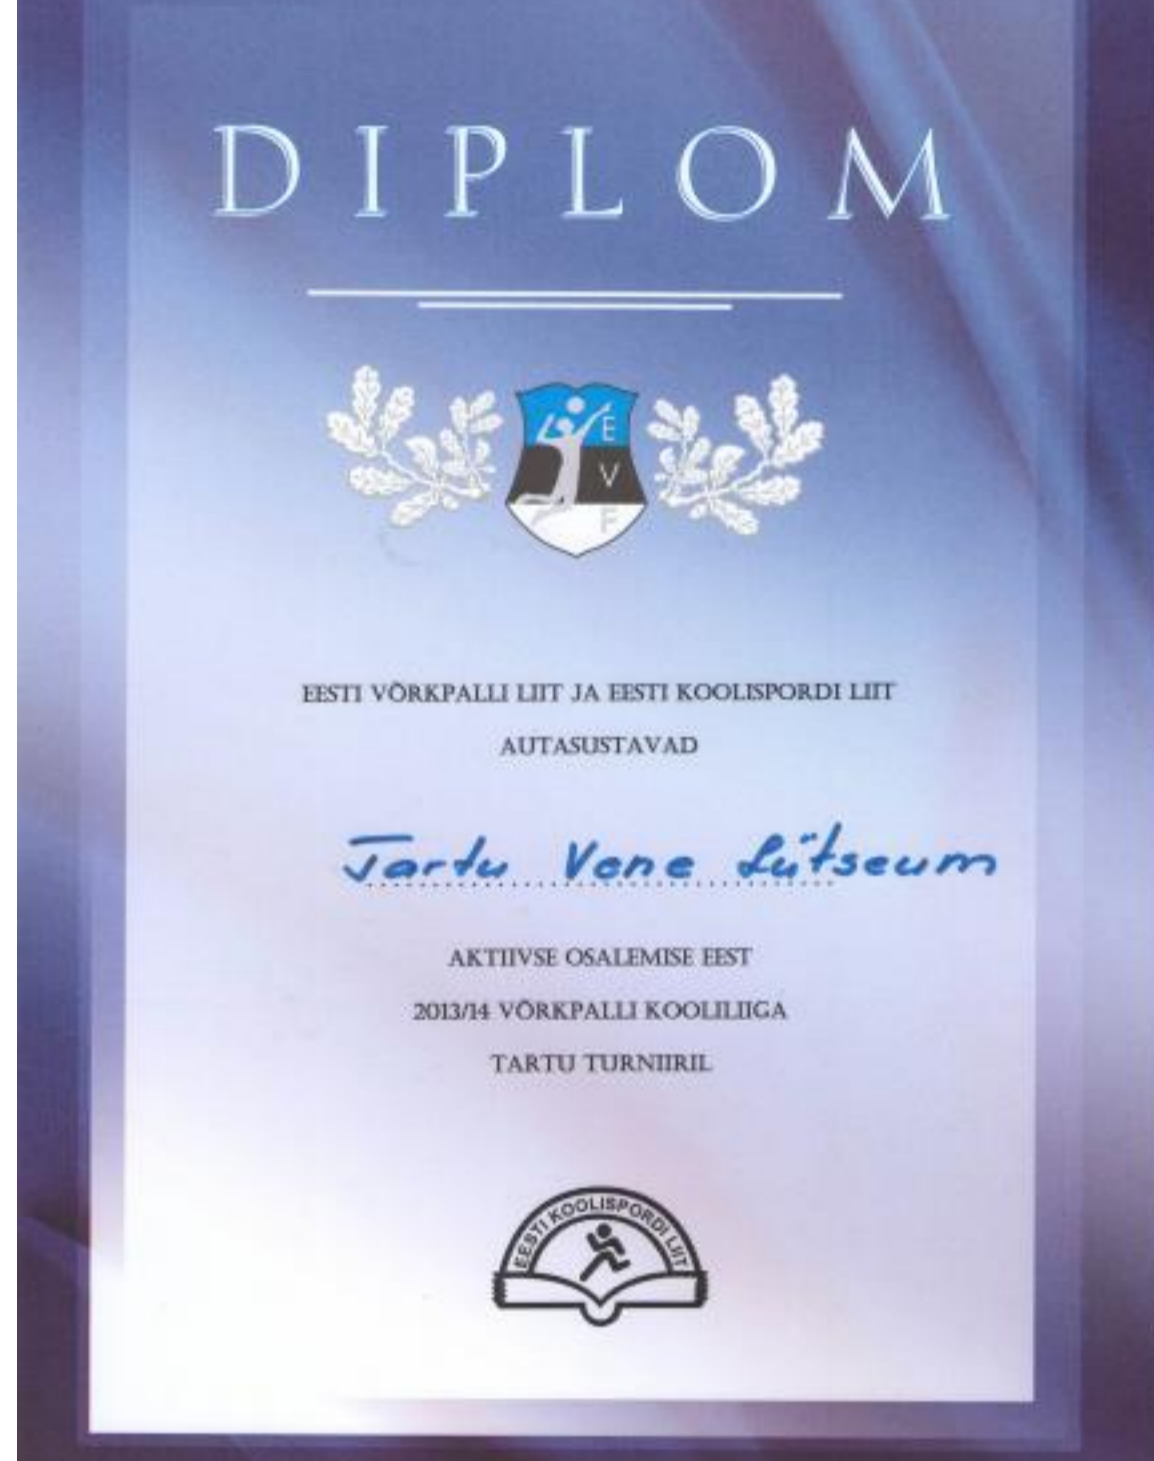 DIPLOM
E
V
F
EESTI VÕRKPALLI LIIT JA EESTI KOOLISPORDI LIIT
AUTASUSTAVAD
Tartu Vene Lütseum
AKTIIVSE OSALEMISE EEST
2013/14 VÕRKPALLI KOOLILIIGA
TARTU TURNIIRIL
EESTI KOOLISPORDI LIIT